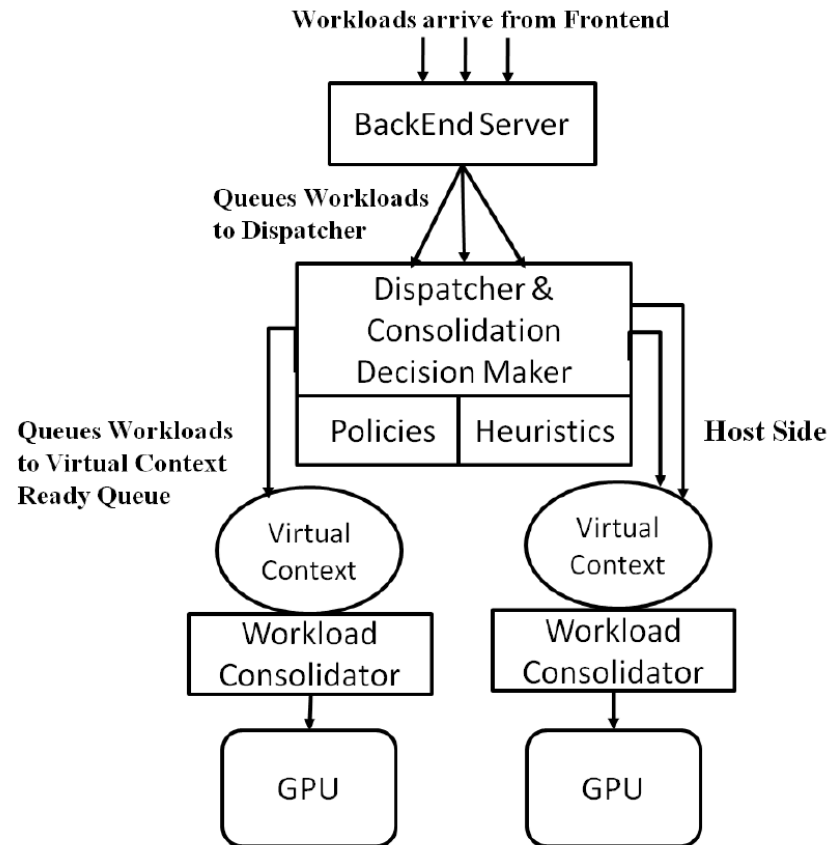 Workloads arrive from Frontend
BackEnd Server
Queues Workloads
to Dispatcher
Dispatcher &
Consolidation
Decision Maker
Policies
Heuristics
Queues Workloads
to Virtual Context
Ready Queue
Host Side
Virtual
Context
Virtual
Context
Workload
Consolidator
Workload
Consolidator
GPU
GPU